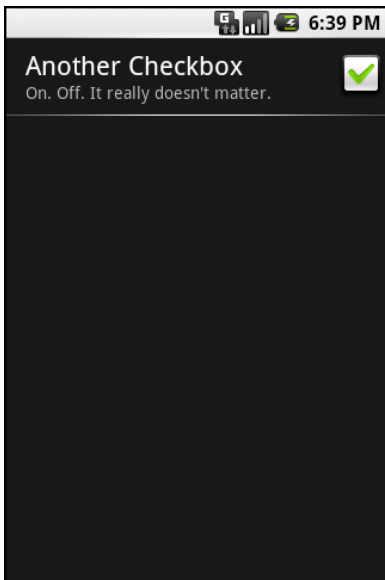 G
6:39 PM
Another Checkbox
On. Off. It really doesn't matter.